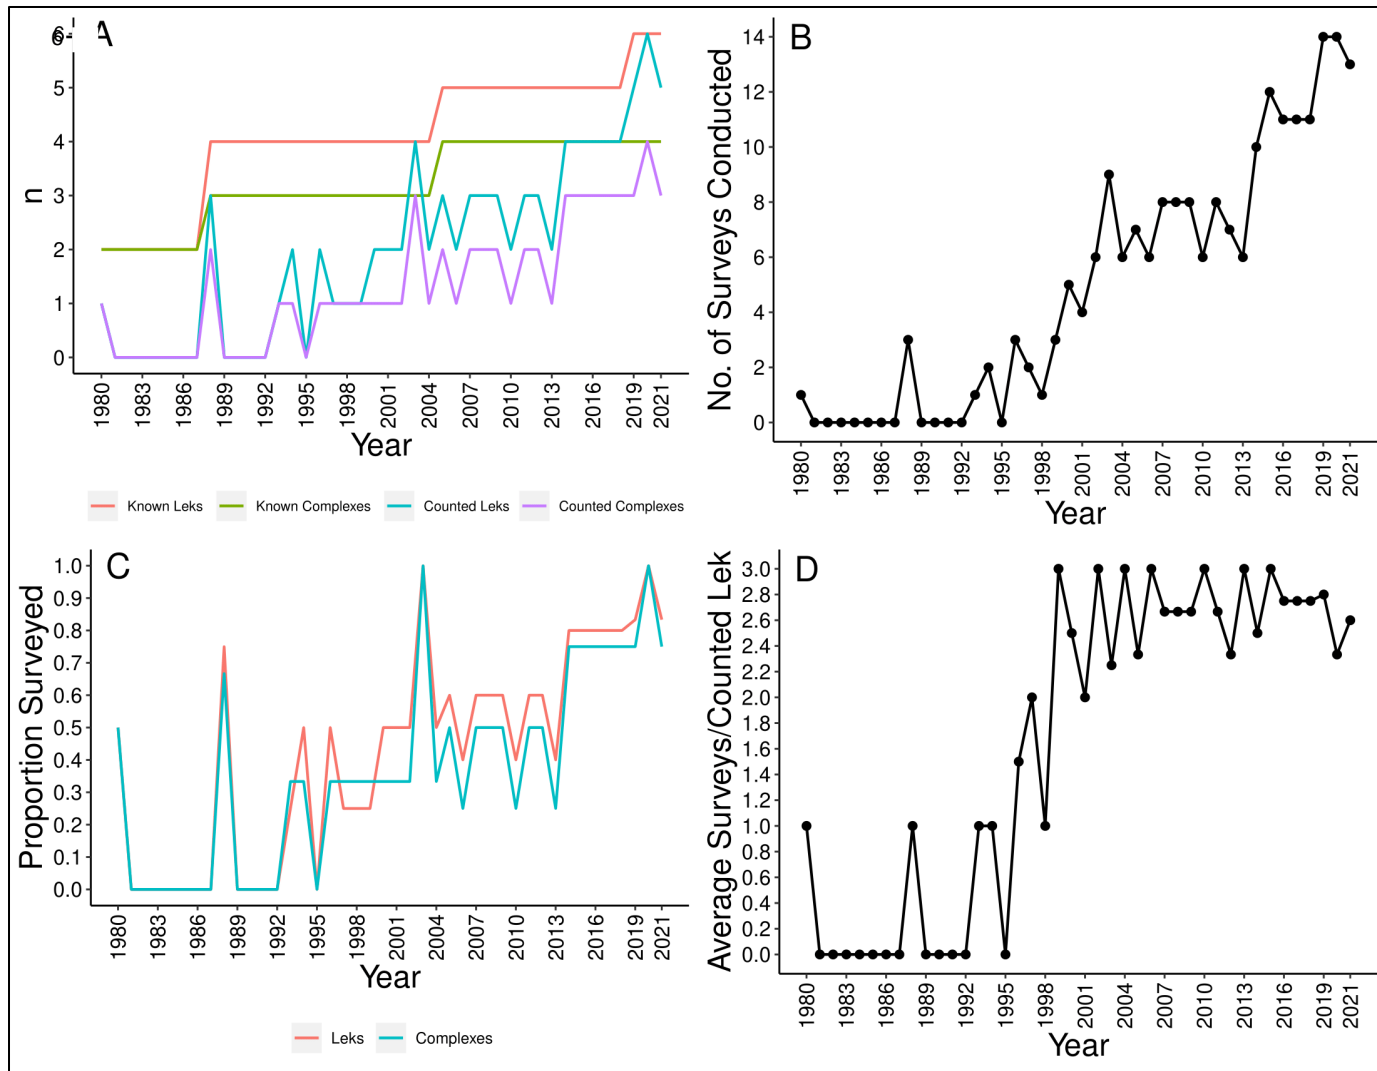 A
6
6
5
4
3
2
1
0
n
1980 1983 1986 1989 1992 1995 1998 2001 2004 2007 2010 2013 2016 2019 2021
Year
Known Leks Known Complexes Counted Leks Counted Complexes
B
14
12
10
8
6
4
2
0
No. of Surveys Conducted
1980 1983 1986 1989 1992 1995 1998 2001 2004 2007 2010 2013 2016 2019 2021
Year
C
1.0
0.9
0.8
0.7
0.6
0.5
0.4
0.3
0.2
0.1
0.0
Proportion Surveyed
1980 1983 1986 1989 1992 1995 1998 2001 2004 2007 2010 2013 2016 2019 2021
Year
Leks Complexes
D
3.0
2.8
2.6
2.4
2.2
2.0
1.8
1.6
1.4
1.2
1.0
0.8
0.6
0.4
0.2
0.0
Average Surveys/Counted Lek
1980 1983 1986 1989 1992 1995 1998 2001 2004 2007 2010 2013 2016 2019 2021
Year